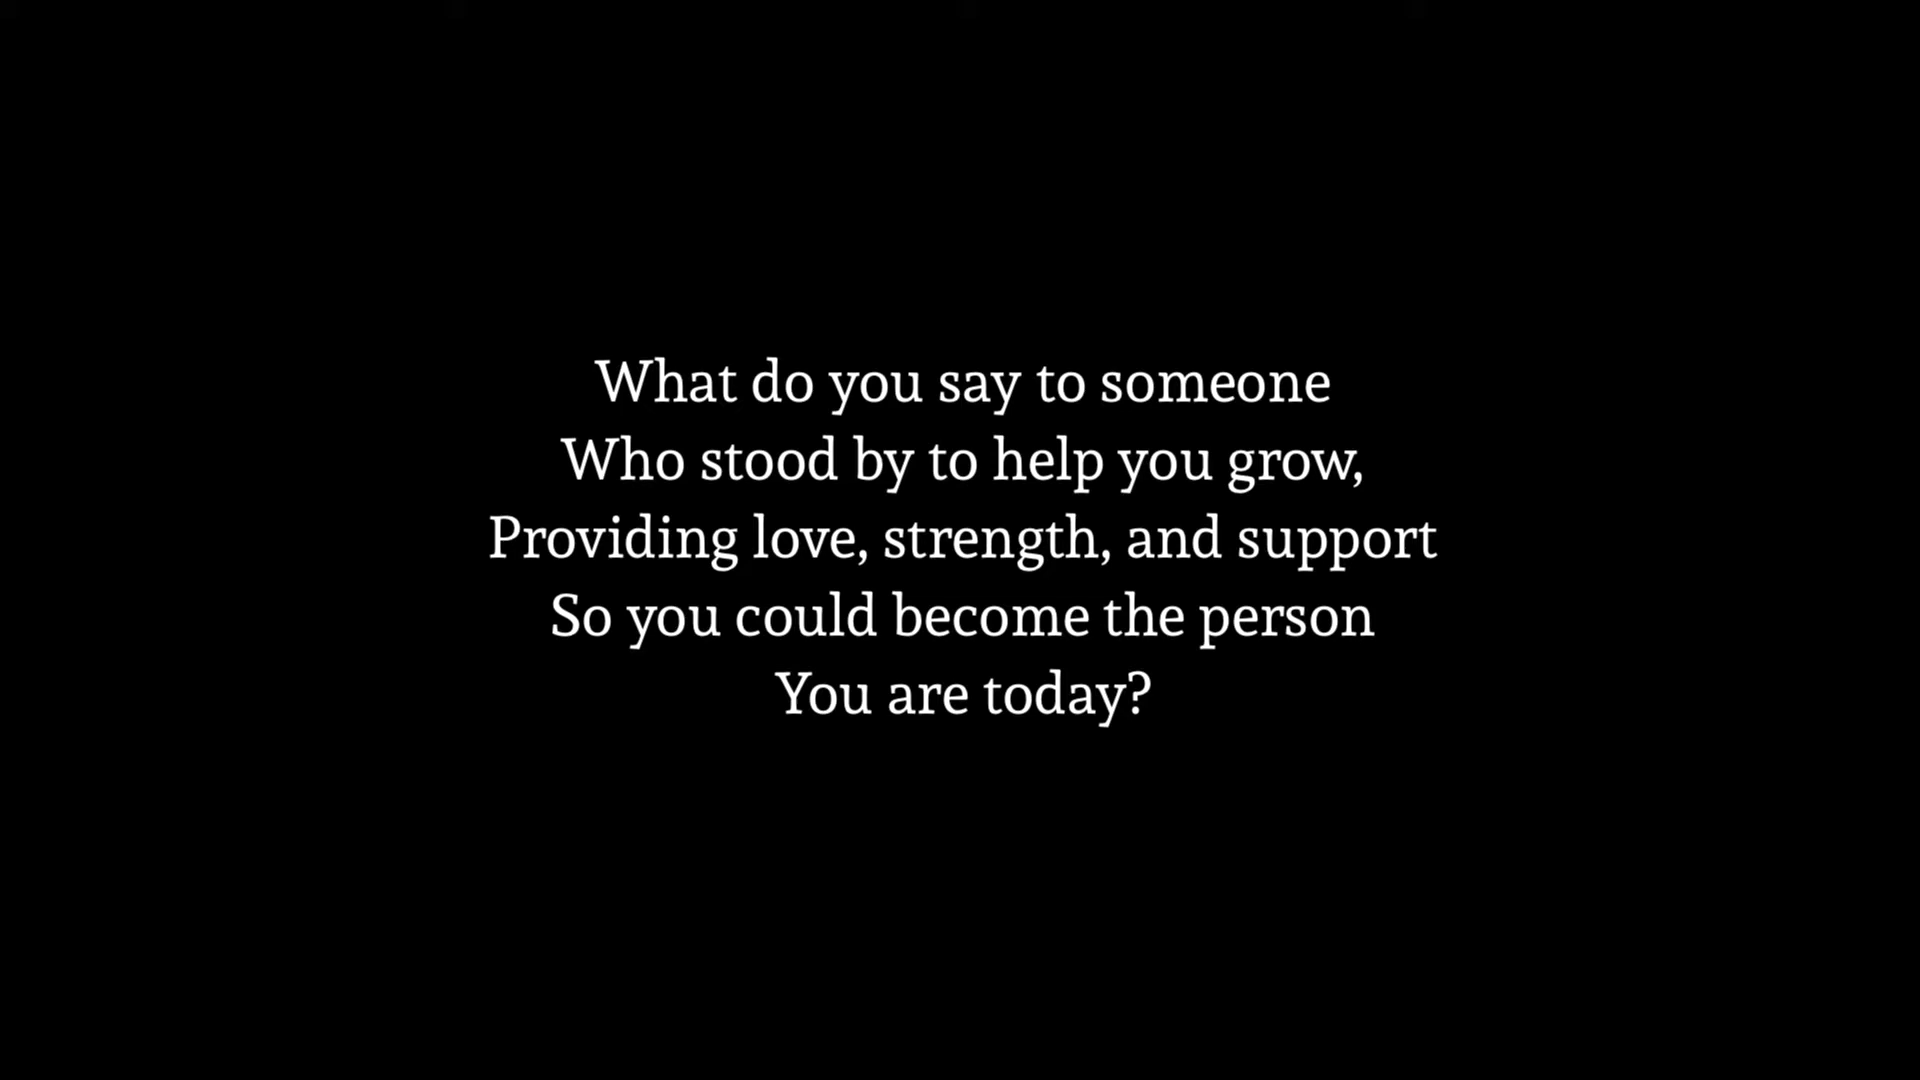 What do you say to someone
Who stood by to help you grow,
Providing love, strength, and support
So you could become the person
You are today?